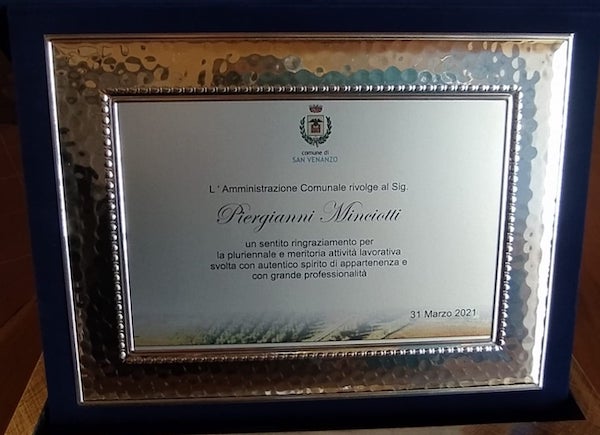 comune di
SAN VENANZO
L' Amministrazione Comunale rivolge al Sig.
Piergianni Minciotti
un sentito ringraziamento per
la pluriennale e meritoria attività lavorativa
svolta con autentico spirito di appartenenza e
con grande professionalità
31 Marzo 2021